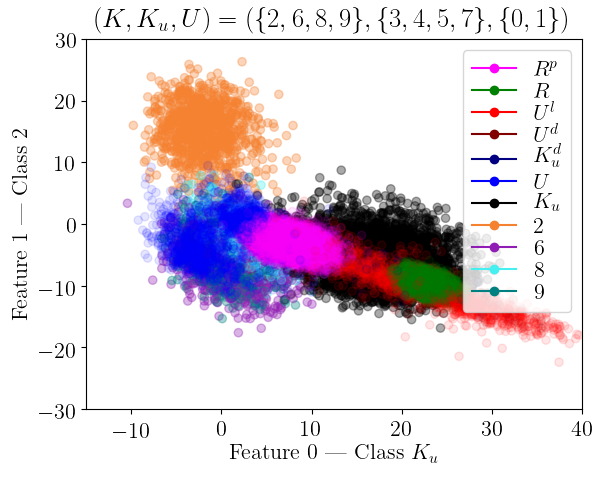 (K, K_u, U) = ({2, 6, 8, 9}, {3, 4, 5, 7}, {0, 1})
30
20
10
0
−10
−20
−30
Feature 1 — Class 2
−10 0 10 20 30 40
Feature 0 — Class K_u
R^p
R
U^l
U^d
K_u^d
U
K_u
2
6
8
9